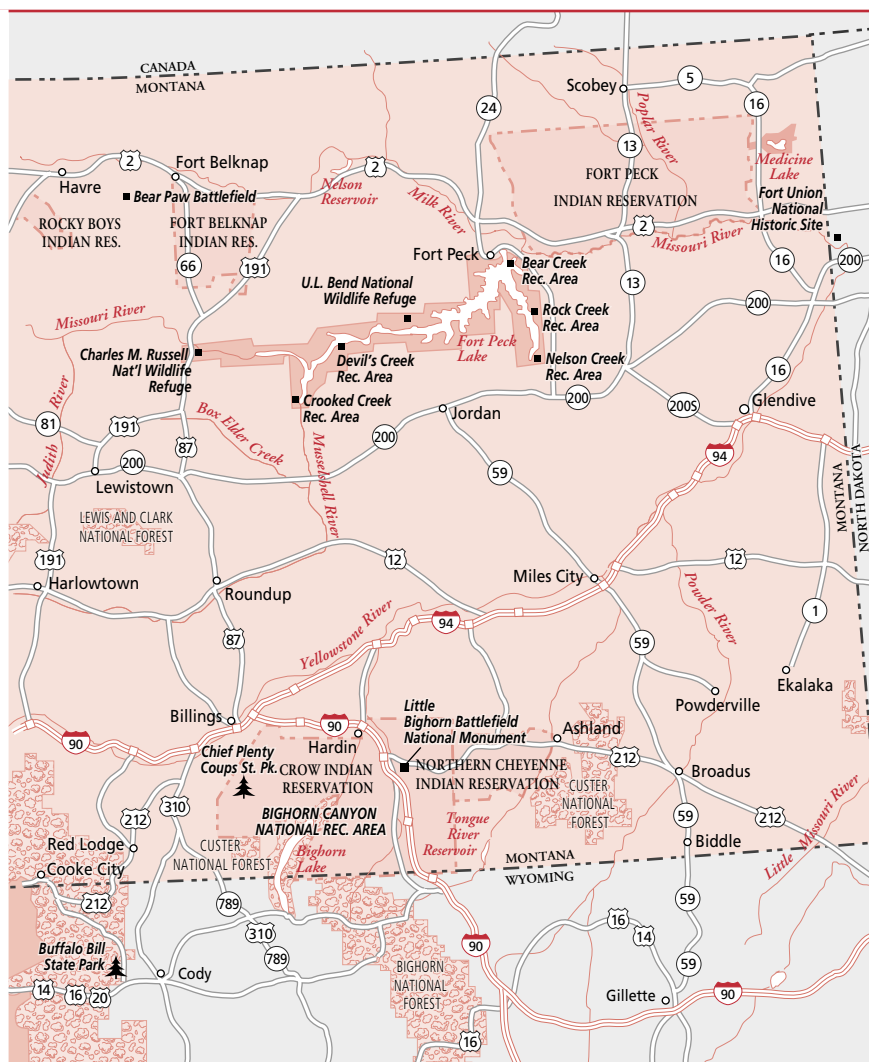 CANADA
MONTANA
Scobey
5
16
24
Poplar River
13
2
Fort Belknap
2
Havre
Bear Paw Battlefield
Nelson
Reservoir
Milk River
FORT PECK
INDIAN RESERVATION
Medicine
Lake
Fort Union
National
Historic Site
ROCKY BOYS
INDIAN RES.
FORT BELKNAP
INDIAN RES.
2
Missouri River
Fort Peck
Bear Creek
Rec. Area
16
200
66
191
13
U.L. Bend National
Wildlife Refuge
200
Missouri River
Rock Creek
Rec. Area
Fort Peck
Lake
Charles M. Russell
Nat'l Wildlife
Refuge
Devil's Creek
Rec. Area
Nelson Creek
Rec. Area
16
Crooked Creek
Rec. Area
200
200S
Glendive
Jordan
81
191
Judith River
Box Elder Creek
87
200
Musselshell River
94
200
Lewistown
59
MONTANA
NORTH DAKOTA
LEWIS AND CLARK
NATIONAL FOREST
191
12
12
Harlowtown
Roundup
Miles City
Powder River
1
Yellowstone River
94
87
59
Ekalaka
Powderville
Billings
90
90
Little
Bighorn Battlefield
National Monument
Hardin
Ashland
Chief Plenty
Coups St. Pk.
CROW INDIAN
RESERVATION
NORTHERN CHEYENNE
INDIAN RESERVATION
212
Broadus
CUSTER
NATIONAL
FOREST
310
BIGHORN CANYON
NATIONAL REC. AREA
212
Tongue
River
Reservoir
59
212
Red Lodge
CUSTER
NATIONAL FOREST
Bighorn
Lake
Biddle
Little Missouri River
MONTANA
WYOMING
Cooke City
212
789
59
310
16
14
Buffalo Bill
State Park
789
90
59
Cody
BIGHORN
NATIONAL
FOREST
14
16
20
Gillette
90
16